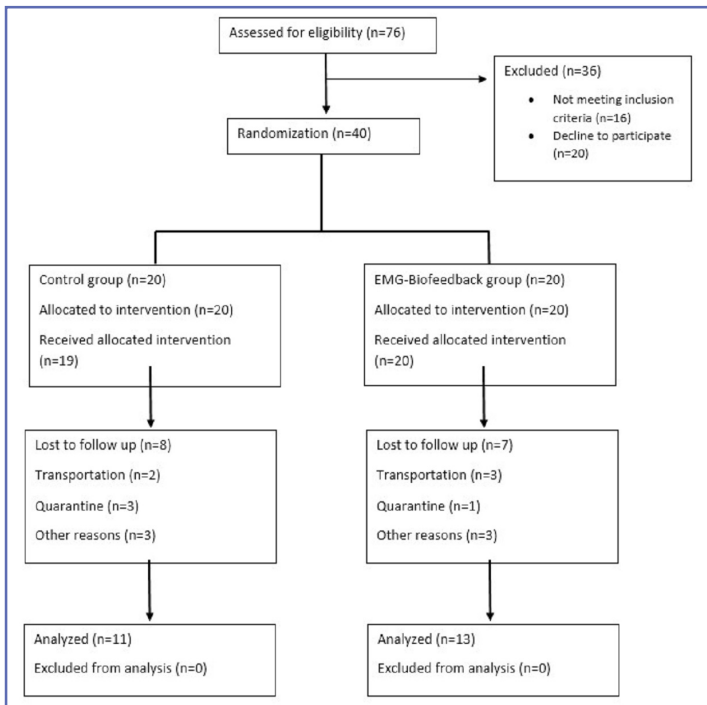 Assessed for eligibility (n=76)
Excluded (n=36)
• Not meeting inclusion
criteria (n=16)
• Decline to participate
(n=20)
Randomization (n=40)
Control group (n=20)
Allocated to intervention (n=20)
Received allocated intervention
(n=19)
EMG-Biofeedback group (n=20)
Allocated to intervention (n=20)
Received allocated intervention
(n=20)
Lost to follow up (n=8)
Transportation (n=2)
Quarantine (n=3)
Other reasons (n=3)
Lost to follow up (n=7)
Transportation (n=3)
Quarantine (n=1)
Other reasons (n=3)
Analyzed (n=11)
Excluded from analysis (n=0)
Analyzed (n=13)
Excluded from analysis (n=0)